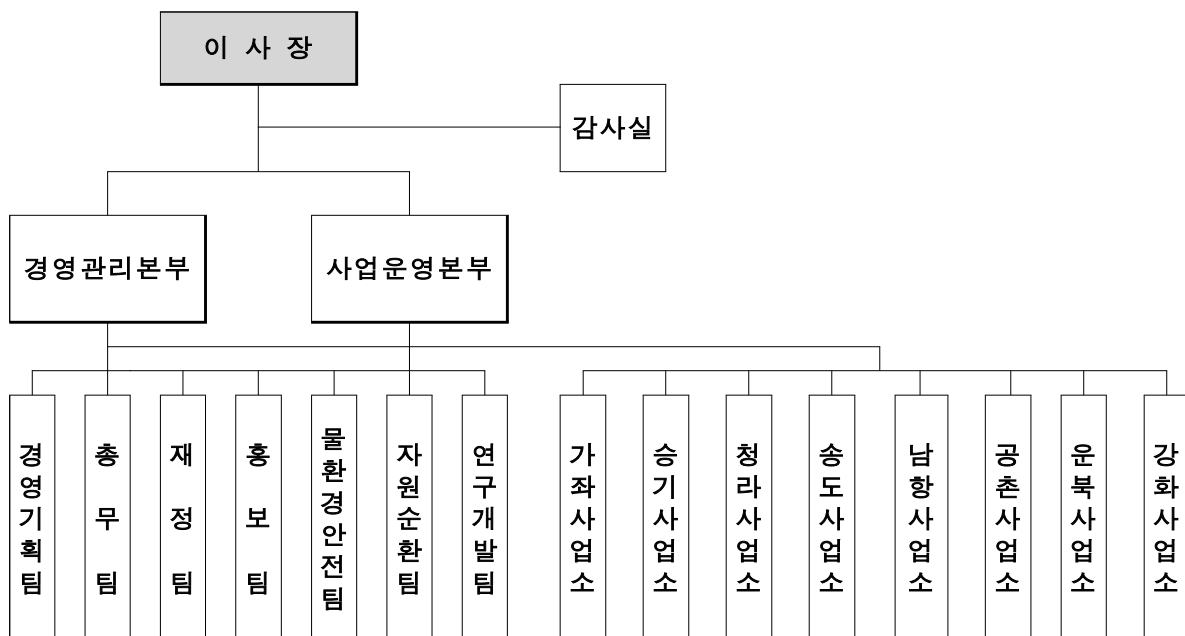 이 사 장
감사실
경영관리본부
사업운영본부
경영기획팀
총무팀
재정팀
홍보팀
물환경안전팀
자원순환팀
연구개발팀
가좌사업소
승기사업소
청라사업소
송도사업소
남항사업소
공촌사업소
운북사업소
강화사업소